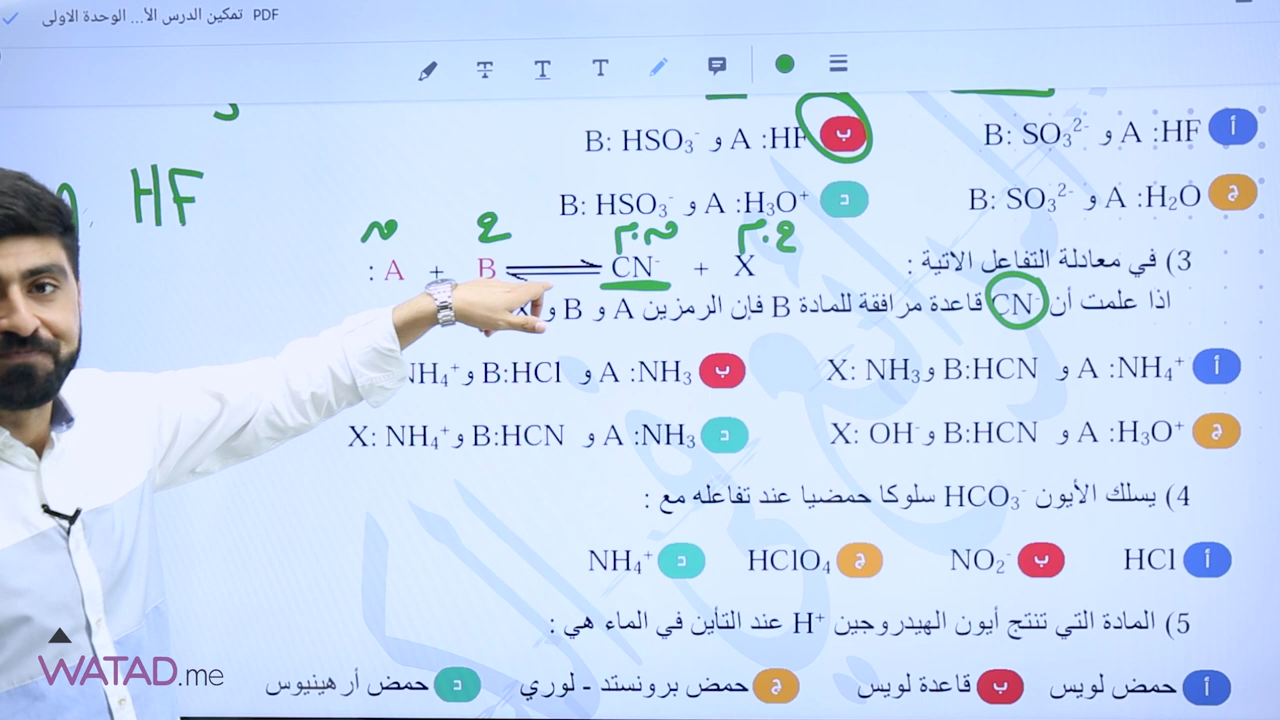 PDF تمكين الدرس الأ... الوحدة الاولى
أ A :HF و B: SO₃²⁻ ب A :HF و B: HSO₃⁻
HF
ج A :H₂O و B: SO₃²⁻ د A :H₃O⁺ و B: HSO₃⁻
3) في معادلة التفاعل الاتية :
A + B ⇌ CN⁻ + X :
اذا علمت أن CN⁻ قاعدة مرافقة للمادة B فإن الرمزين A و B و X
أ A :NH₄⁺ و B:HCN و X: NH₃ ب A :NH₃ و B:HCl و NH₄⁺
ج A :H₃O⁺ و B:HCN و X: OH⁻ د A :NH₃ و B:HCN و X: NH₄⁺
4) يسلك الأيون HCO₃⁻ سلوكا حمضيا عند تفاعله مع :
أ HCl ب NO₂⁻ ج HClO₄ د NH₄⁺
5) المادة التي تنتج أيون الهيدروجين H⁺ عند التأين في الماء هي :
أ حمض لويس ب قاعدة لويس ج حمض برونستد - لوري د حمض أرهينيوس
WATAD.me